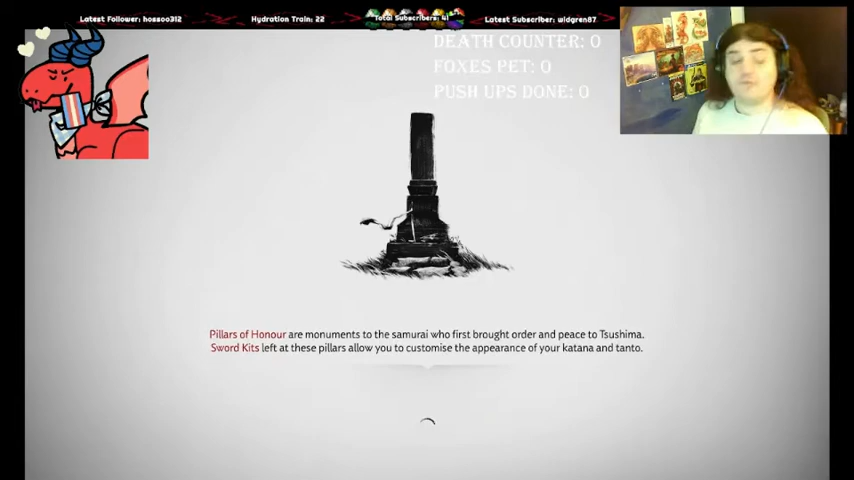 Latest Follower: hossoo312
Hydration Train: 22
Total Subscribers: 41
Latest Subscriber: widgren87
DEATH COUNTER: 0
FOXES PET: 0
PUSH UPS DONE: 0
Pillars of Honour are monuments to the samurai who first brought order and peace to Tsushima.
Sword Kits left at these pillars allow you to customise the appearance of your katana and tanto.